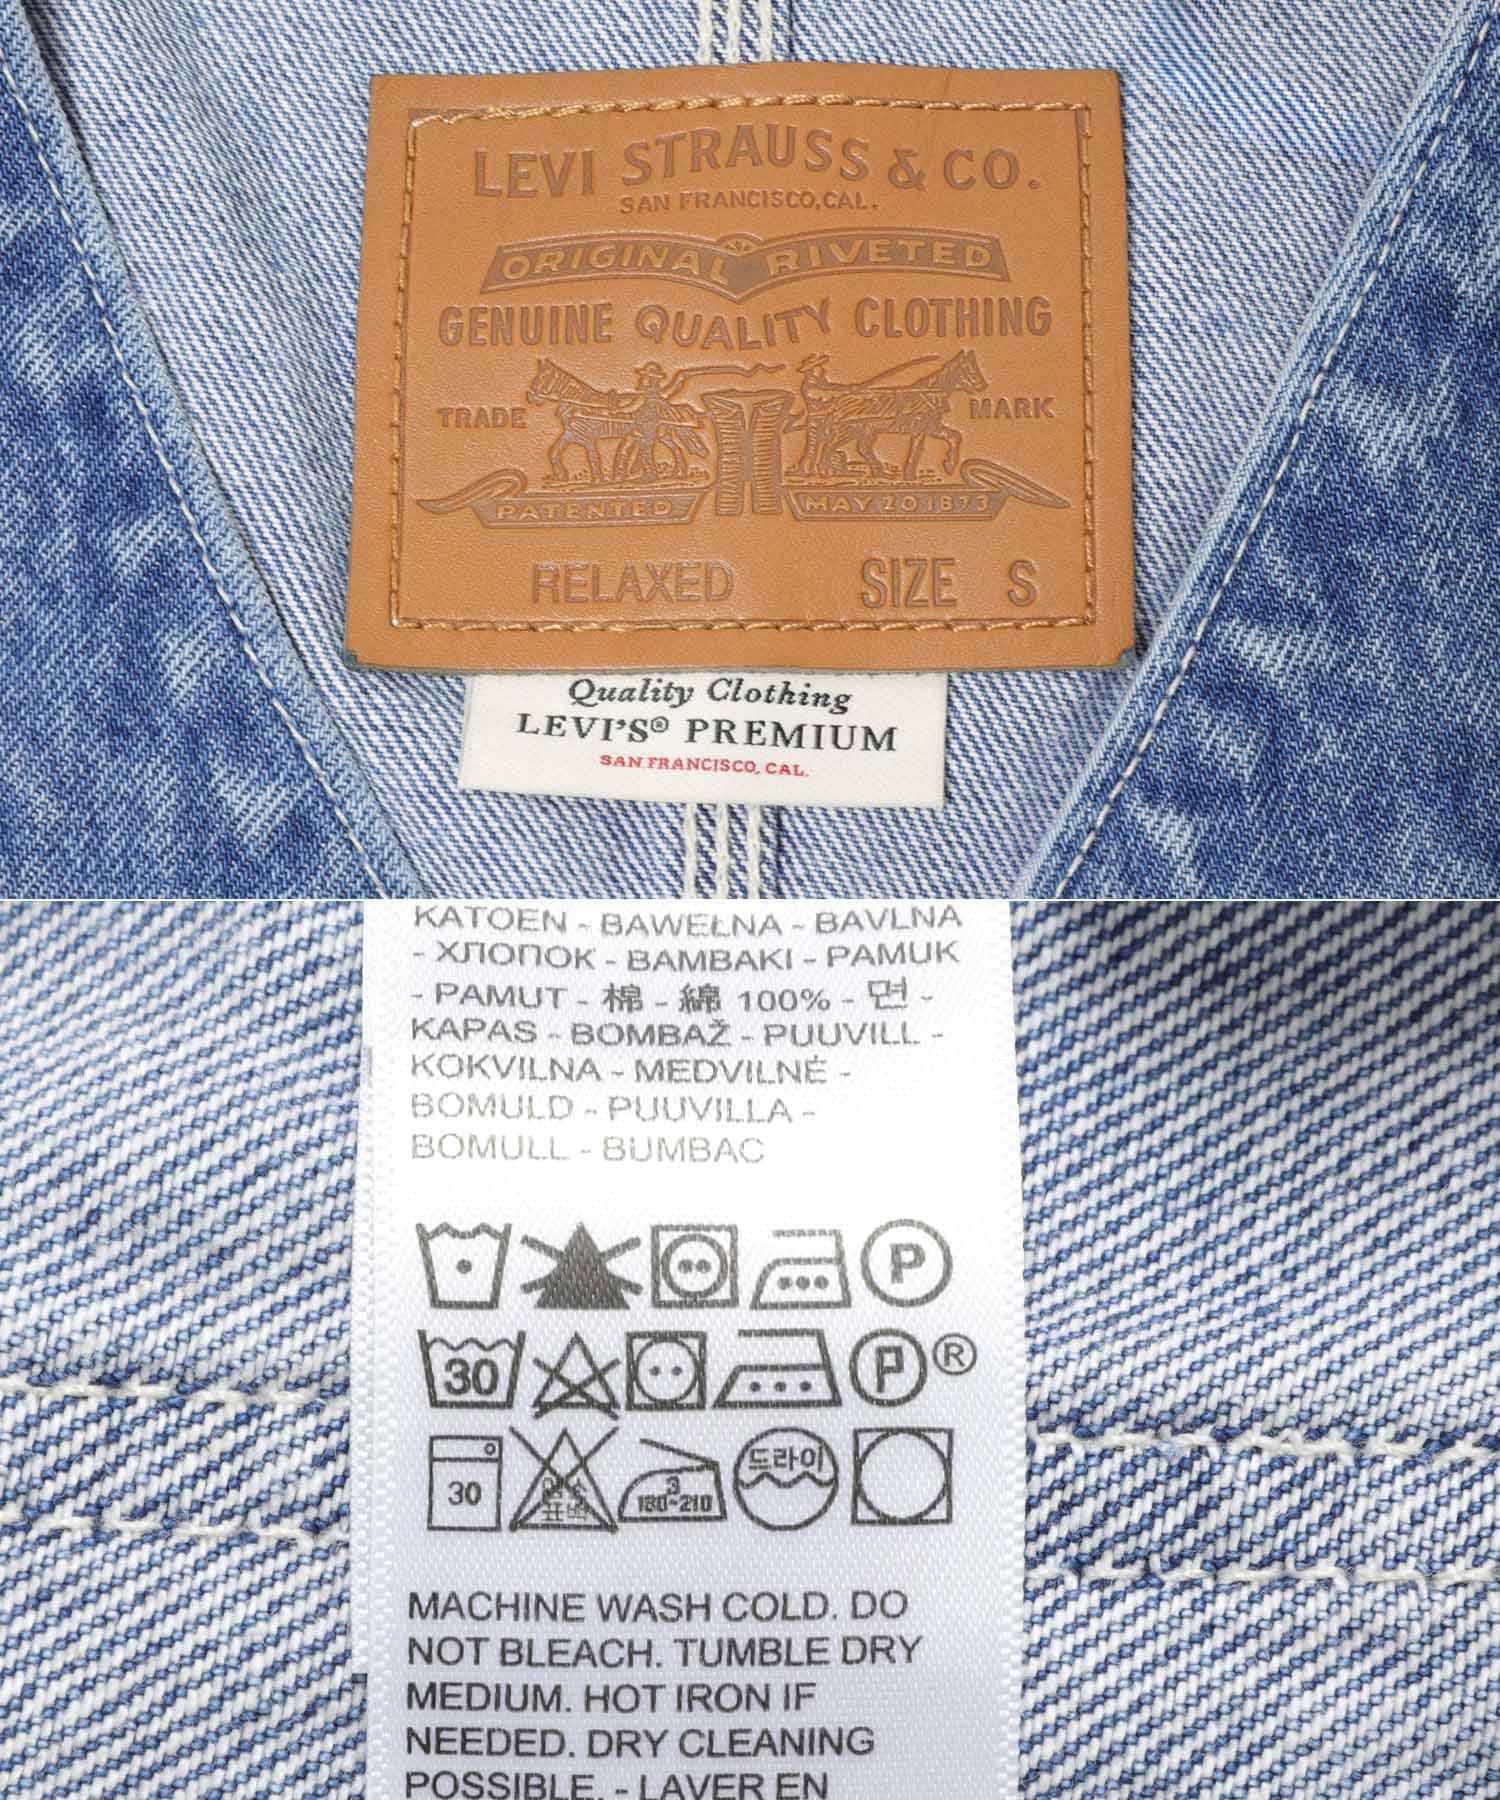 LEVI STRAUSS & CO.
SAN FRANCISCO, CAL.
ORIGINAL RIVETED
GENUINE QUALITY CLOTHING
TRADE MARK
PATENTED MAY 20 1873
RELAXED SIZE S
Quality Clothing
LEVI'S® PREMIUM
SAN FRANCISCO, CAL.
KATOEN - BAWEŁNA - BAVLNA
- ХЛОПОК - BAMBAKI - PAMUK
- PAMUT - 棉 - 綿 100% - 면 -
KAPAS - BOMBAŽ - PUUVILL -
KOKVILNA - MEDVILNĖ -
BOMULD - PUUVILLA -
BOMULL - BUMBAC
P
30 P ®
30 3 180~210 드라이
MACHINE WASH COLD. DO
NOT BLEACH. TUMBLE DRY
MEDIUM. HOT IRON IF
NEEDED. DRY CLEANING
POSSIBLE. - LAVER EN